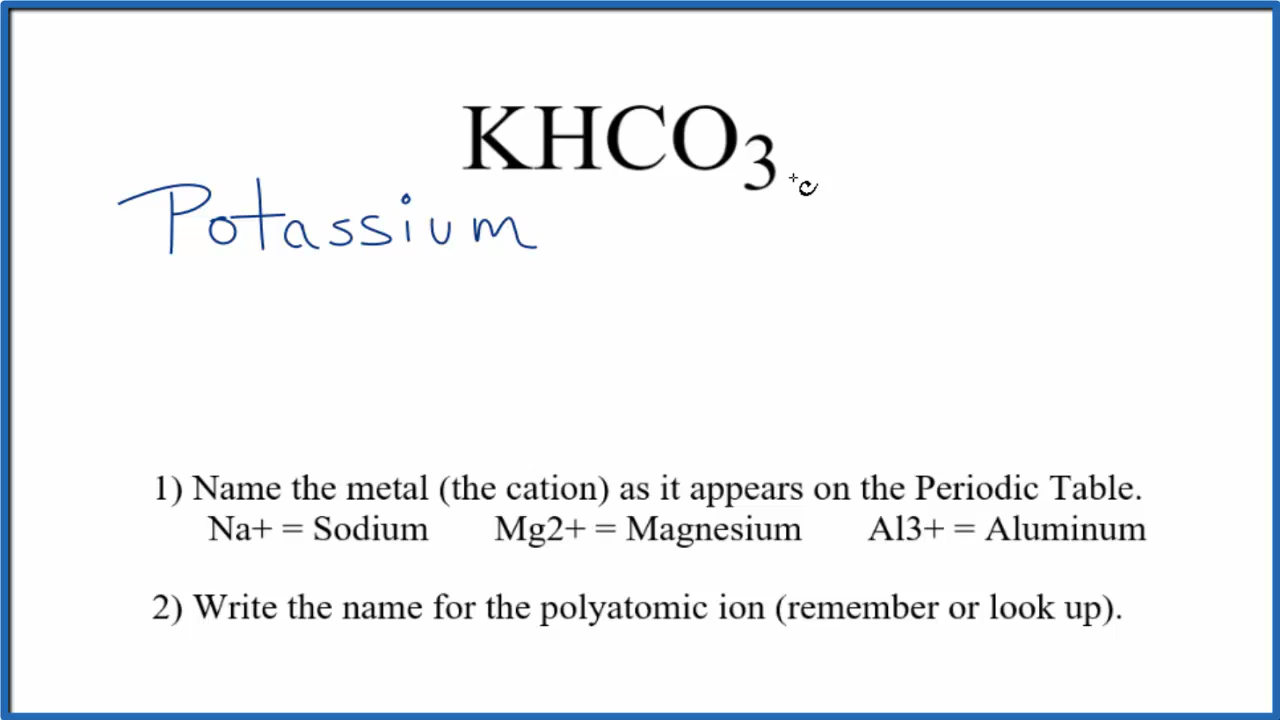 KHCO₃
Potassium
1) Name the metal (the cation) as it appears on the Periodic Table.
Na+ = Sodium Mg2+ = Magnesium Al3+ = Aluminum
2) Write the name for the polyatomic ion (remember or look up).